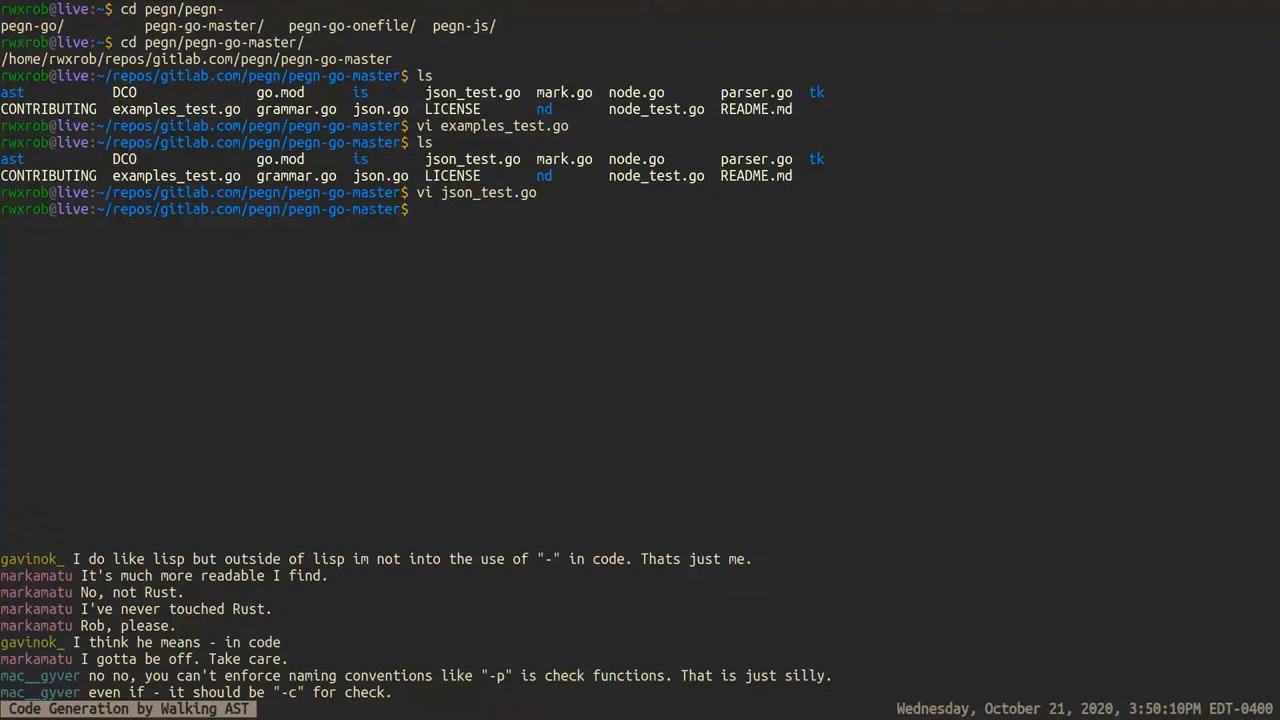 rwxrob@live:~$ cd pegn/pegn-
pegn-go/ pegn-go-master/ pegn-go-onefile/ pegn-js/
rwxrob@live:~$ cd pegn/pegn-go-master/
/home/rwxrob/repos/gitlab.com/pegn/pegn-go-master
rwxrob@live:~/repos/gitlab.com/pegn/pegn-go-master$ ls
ast DCO go.mod is json_test.go mark.go node.go parser.go tk
CONTRIBUTING examples_test.go grammar.go json.go LICENSE nd node_test.go README.md
rwxrob@live:~/repos/gitlab.com/pegn/pegn-go-master$ vi examples_test.go
rwxrob@live:~/repos/gitlab.com/pegn/pegn-go-master$ ls
ast DCO go.mod is json_test.go mark.go node.go parser.go tk
CONTRIBUTING examples_test.go grammar.go json.go LICENSE nd node_test.go README.md
rwxrob@live:~/repos/gitlab.com/pegn/pegn-go-master$ vi json_test.go
rwxrob@live:~/repos/gitlab.com/pegn/pegn-go-master$
gavinok_ I do like lisp but outside of lisp im not into the use of "-" in code. Thats just me.
markamatu It's much more readable I find.
markamatu No, not Rust.
markamatu I've never touched Rust.
markamatu Rob, please.
gavinok_ I think he means - in code
markamatu I gotta be off. Take care.
mac__gyver no no, you can't enforce naming conventions like "-p" is check functions. That is just silly.
mac__gyver even if - it should be "-c" for check.
Code Generation by Walking AST Wednesday, October 21, 2020, 3:50:10PM EDT-0400